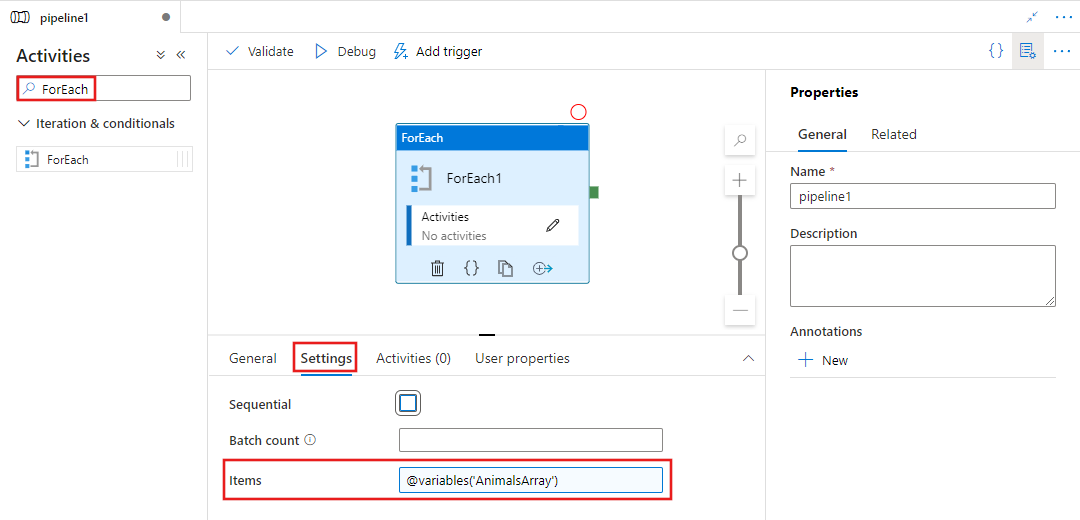 pipeline1
Activities
ForEach
Iteration & conditionals
ForEach
Validate
Debug
Add trigger
ForEach
ForEach1
Activities
No activities
General
Settings
Activities (0)
User properties
Sequential
Batch count
Items
@variables('AnimalsArray')
Properties
General
Related
Name *
pipeline1
Description
Annotations
New